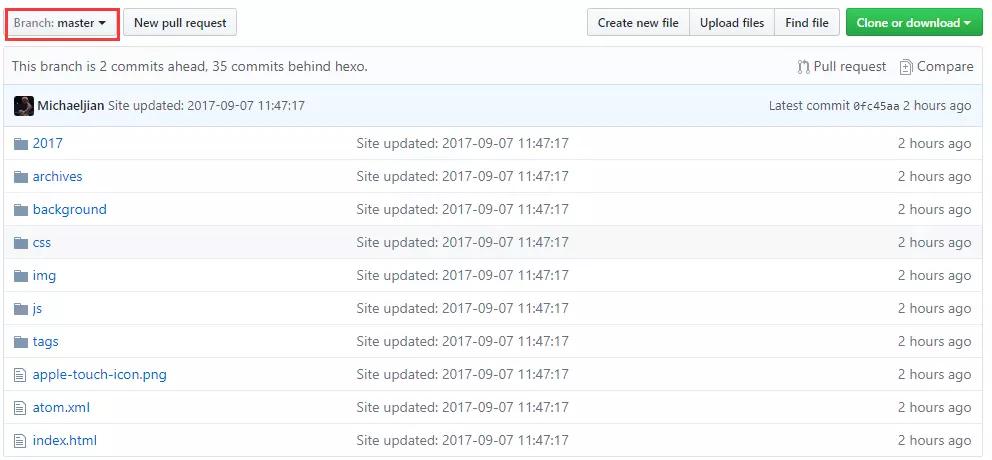 Branch: master New pull request Create new file Upload files Find file Clone or download
This branch is 2 commits ahead, 35 commits behind hexo. Pull request Compare
Michaeljian Site updated: 2017-09-07 11:47:17 Latest commit 0fc45aa 2 hours ago
2017 Site updated: 2017-09-07 11:47:17 2 hours ago
archives Site updated: 2017-09-07 11:47:17 2 hours ago
background Site updated: 2017-09-07 11:47:17 2 hours ago
css Site updated: 2017-09-07 11:47:17 2 hours ago
img Site updated: 2017-09-07 11:47:17 2 hours ago
js Site updated: 2017-09-07 11:47:17 2 hours ago
tags Site updated: 2017-09-07 11:47:17 2 hours ago
apple-touch-icon.png Site updated: 2017-09-07 11:47:17 2 hours ago
atom.xml Site updated: 2017-09-07 11:47:17 2 hours ago
index.html Site updated: 2017-09-07 11:47:17 2 hours ago